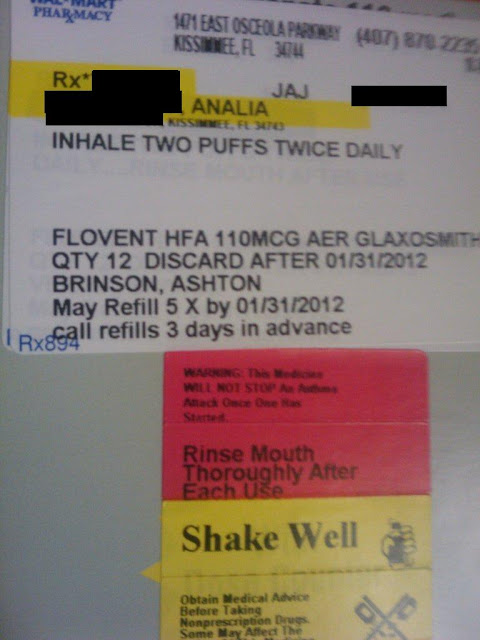 WAL-MART
PHARMACY
1471 EAST OSCEOLA PARKWAY (407) 870-2235
KISSIMMEE, FL 34744
Rx*
JAJ
, ANALIA
KISSIMMEE, FL 34743
INHALE TWO PUFFS TWICE DAILY
FLOVENT HFA 110MCG AER GLAXOSMITH
QTY 12 DISCARD AFTER 01/31/2012
BRINSON, ASHTON
May Refill 5 X by 01/31/2012
call refills 3 days in advance
Rx894
WARNING: This Medicine
WILL NOT STOP An Asthma
Attack Once One Has
Started.
Rinse Mouth
Thoroughly After
Each Use
Shake Well
Obtain Medical Advice
Before Taking
Nonprescription Drugs.
Some May Affect The